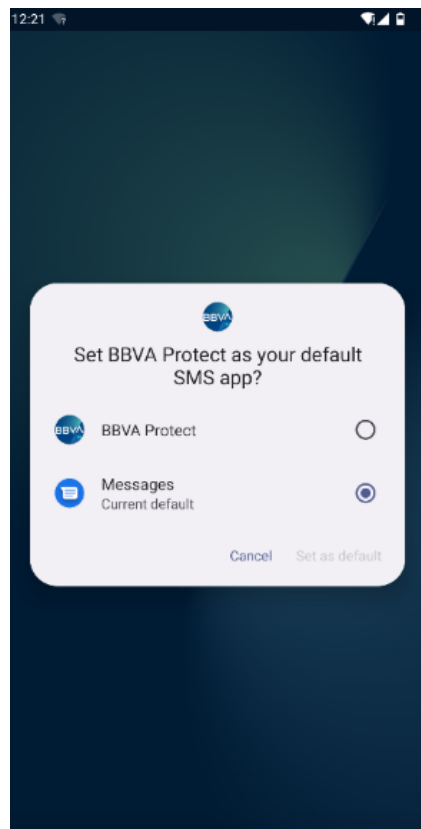 12:21
BBVA
Set BBVA Protect as your default
SMS app?
BBVA BBVA Protect
Messages
Current default
Cancel Set as default